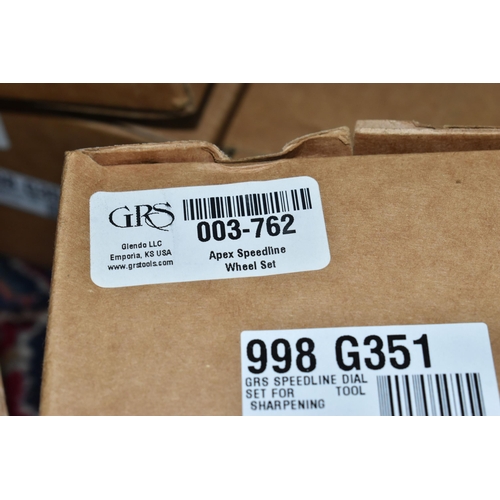 GRS
003-762
Glendo LLC
Emporia, KS USA
www.grstools.com
Apex Speedline
Wheel Set
998 G351
GRS SPEEDLINE DIAL
SET FOR TOOL
SHARPENING